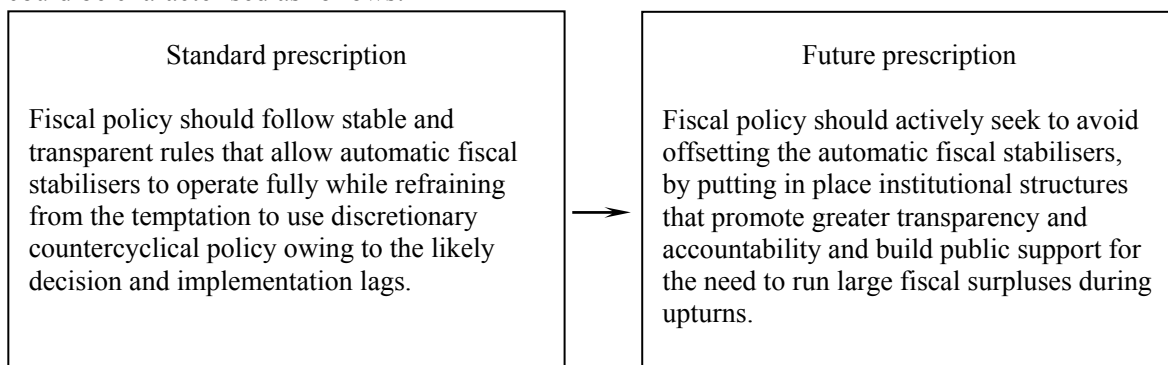 Standard prescription
Fiscal policy should follow stable and
transparent rules that allow automatic fiscal
stabilisers to operate fully while refraining
from the temptation to use discretionary
countercyclical policy owing to the likely
decision and implementation lags.
Future prescription
Fiscal policy should actively seek to avoid
offsetting the automatic fiscal stabilisers,
by putting in place institutional structures
that promote greater transparency and
accountability and build public support for
the need to run large fiscal surpluses during
upturns.